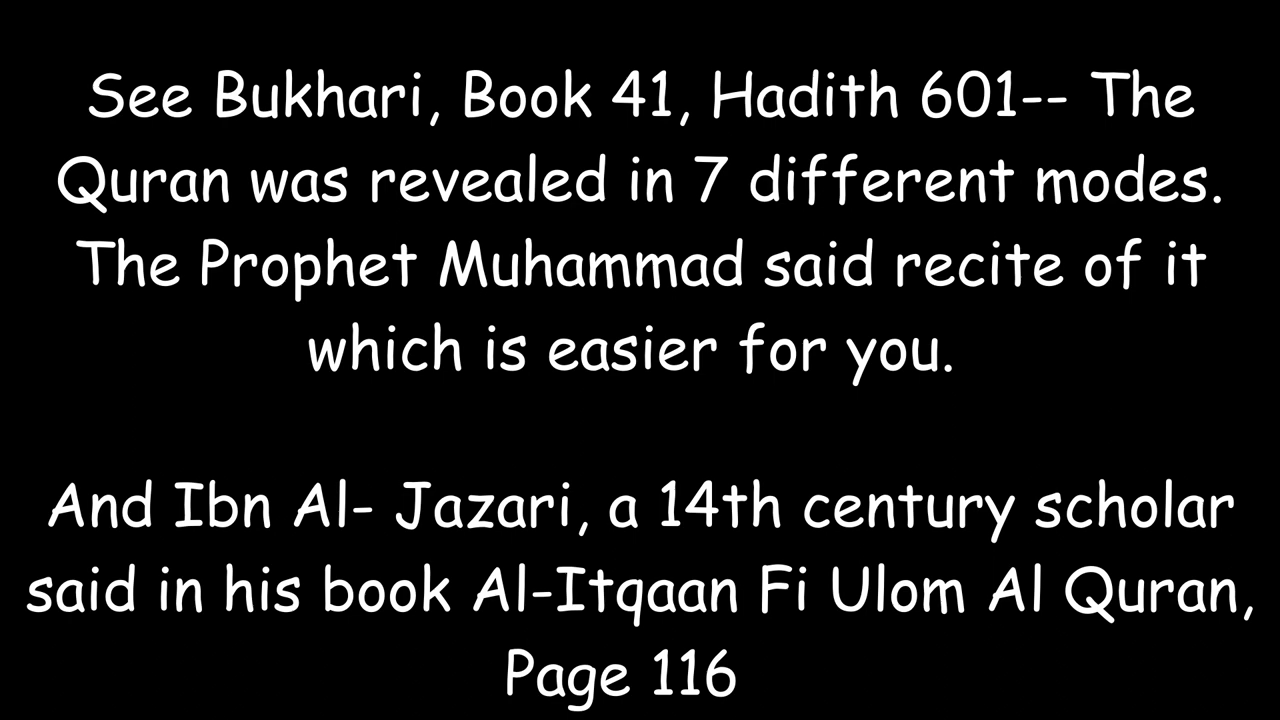 See Bukhari, Book 41, Hadith 601-- The
Quran was revealed in 7 different modes.
The Prophet Muhammad said recite of it
which is easier for you.
And Ibn Al- Jazari, a 14th century scholar
said in his book Al-Itqaan Fi Ulom Al Quran,
Page 116